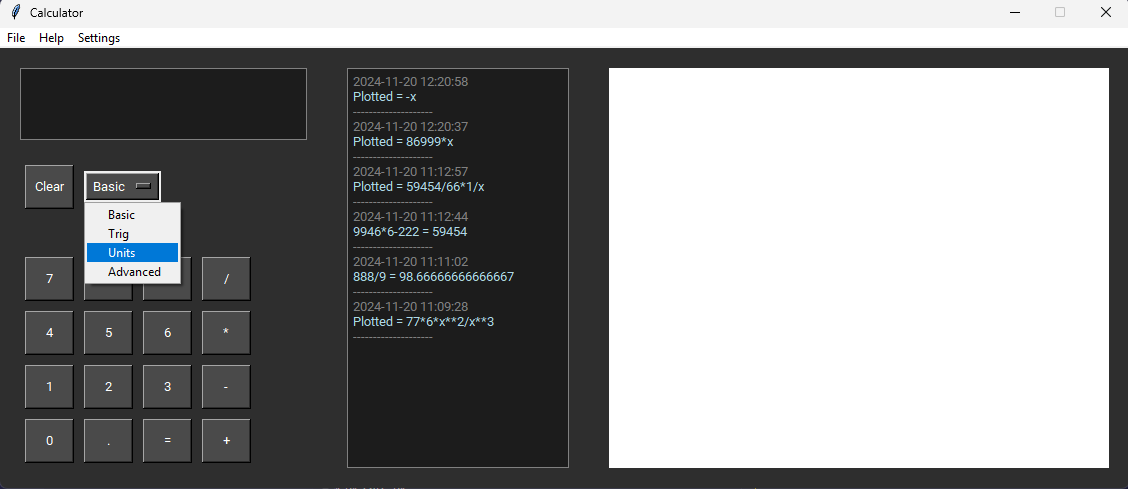 Calculator
File Help Settings
Clear
Basic
Basic
Trig
Units
Advanced
7
/
4 5 6 *
1 2 3 -
0 . = +
2024-11-20 12:20:58
Plotted = -x
--------------------
2024-11-20 12:20:37
Plotted = 86999*x
--------------------
2024-11-20 11:12:57
Plotted = 59454/66*1/x
--------------------
2024-11-20 11:12:44
9946*6-222 = 59454
--------------------
2024-11-20 11:11:02
888/9 = 98.66666666666667
--------------------
2024-11-20 11:09:28
Plotted = 77*6*x**2/x**3
--------------------